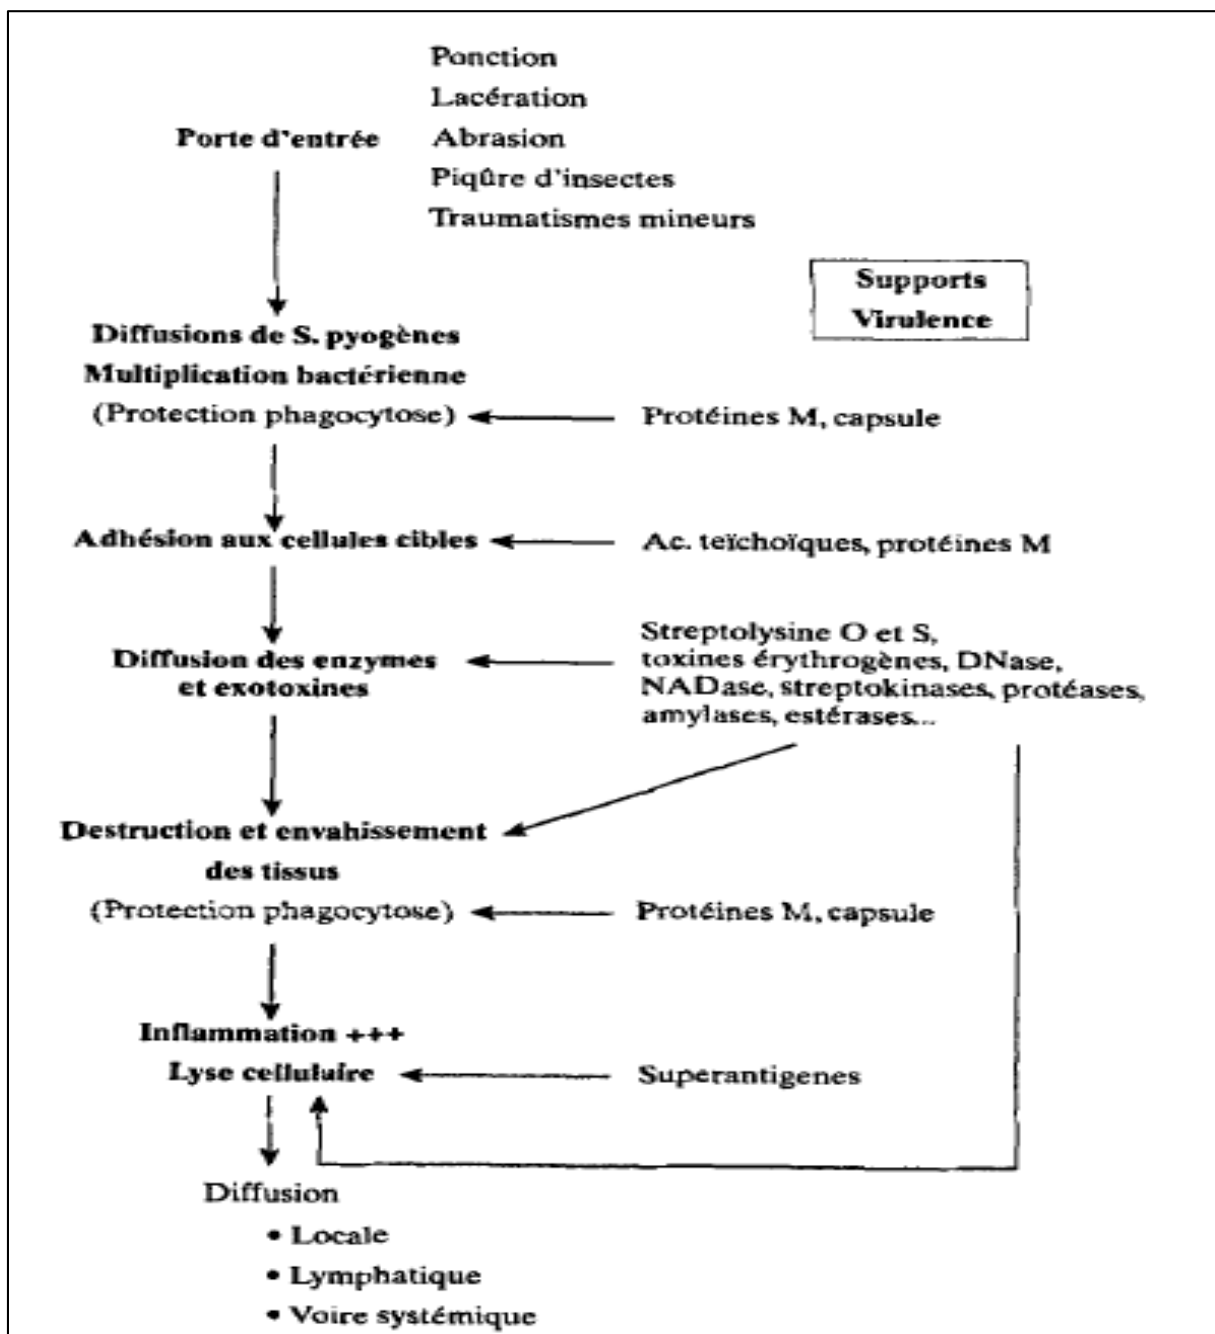 Ponction
Lacération
Porte d'entrée
Abrasion
Piqûre d'insectes
Traumatismes mineurs
Supports
Virulence
Diffusions de S. pyogènes
Multiplication bactérienne
(Protection phagocytose)
Protéines M, capsule
Adhésion aux cellules cibles
Ac. teïchoïques, protéines M
Diffusion des enzymes
et exotoxines
Streptolysine O et S,
toxines érythrogènes, DNase,
NADase, streptokinases, protéases,
amylases, estérases...
Destruction et envahissement
des tissus
(Protection phagocytose)
Protéines M, capsule
Inflammation +++
Lyse cellulaire
Superantigenes
Diffusion
• Locale
• Lymphatique
• Voire systémique